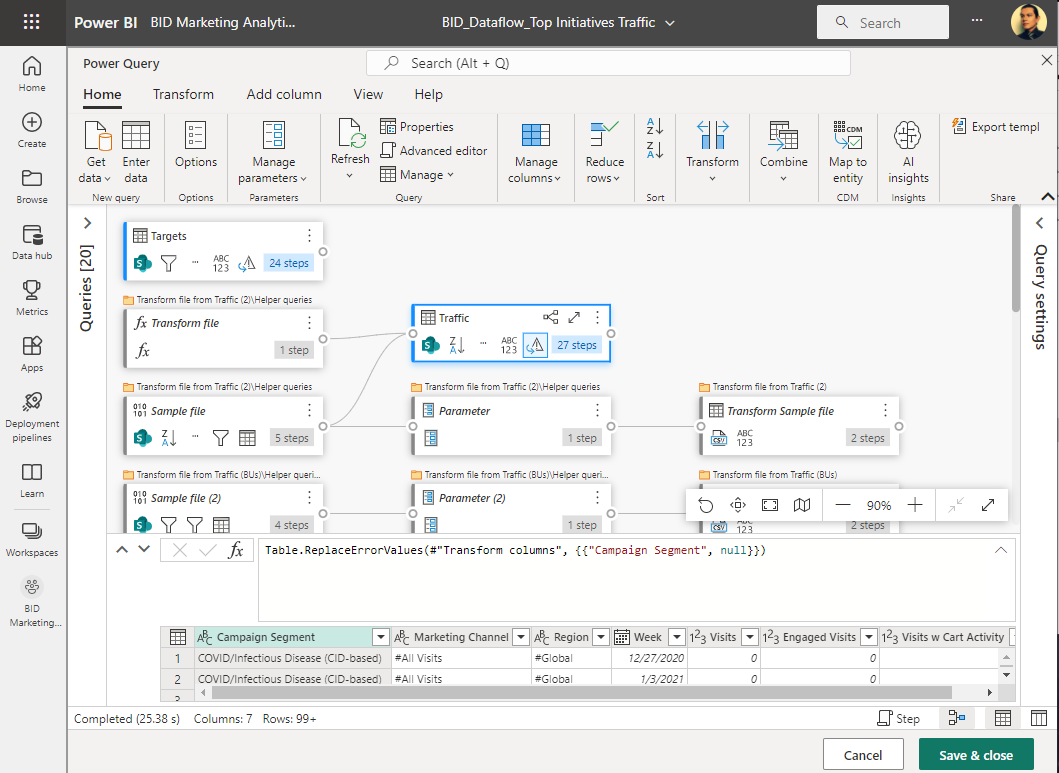 Power BI BID Marketing Analyti... BID_Dataflow_Top Initiatives Traffic Search ...
Power Query Search (Alt + Q)
Home Transform Add column View Help
Home
Create
Browse
Data hub
Metrics
Apps
Deployment
pipelines
Learn
Workspaces
BID
Marketing...
Get
data
Enter
data
New query
Options
Options
Manage
parameters
Parameters
Refresh
Properties
Advanced editor
Manage
Query
Manage
columns
Reduce
rows
Sort
Transform
Combine
Map to
entity
CDM
CDM
AI
insights
Insights
Export templ
Share
Queries [20]
Targets
ABC
123
24 steps
Transform file from Traffic (2)\Helper queries
fx Transform file
fx 1 step
Traffic
ABC
123
27 steps
Transform file from Traffic (2)\Helper queries
Sample file
5 steps
Transform file from Traffic (2)\Helper queries
Parameter
1 step
Transform file from Traffic (2)
Transform Sample file
CSV
ABC
123
2 steps
Transform file from Traffic (BUs)\Helper queri...
Sample file (2)
4 steps
Transform file from Traffic (BUs)\Helper queri...
Parameter (2)
1 step
Transform file from Traffic (BUs)
2 steps
90%
Query settings
fx Table.ReplaceErrorValues(#"Transform columns", {{"Campaign Segment", null}})
Campaign Segment Marketing Channel Region Week Visits Engaged Visits Visits w Cart Activity
1 COVID/Infectious Disease (CID-based) #All Visits #Global 12/27/2020 0 0
2 COVID/Infectious Disease (CID-based) #All Visits #Global 1/3/2021 0 0
3
Completed (25.38 s) Columns: 7 Rows: 99+ Step
Cancel Save & close